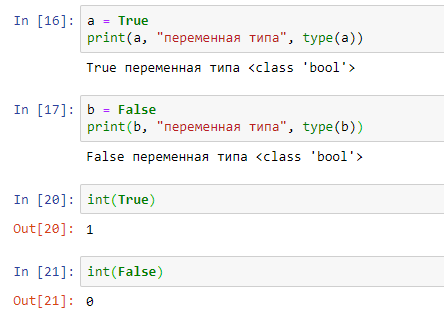 In [16]: a = True
print(a, "переменная типа", type(a))
True переменная типа <class 'bool'>
In [17]: b = False
print(b, "переменная типа", type(b))
False переменная типа <class 'bool'>
In [20]: int(True)
Out[20]: 1
In [21]: int(False)
Out[21]: 0